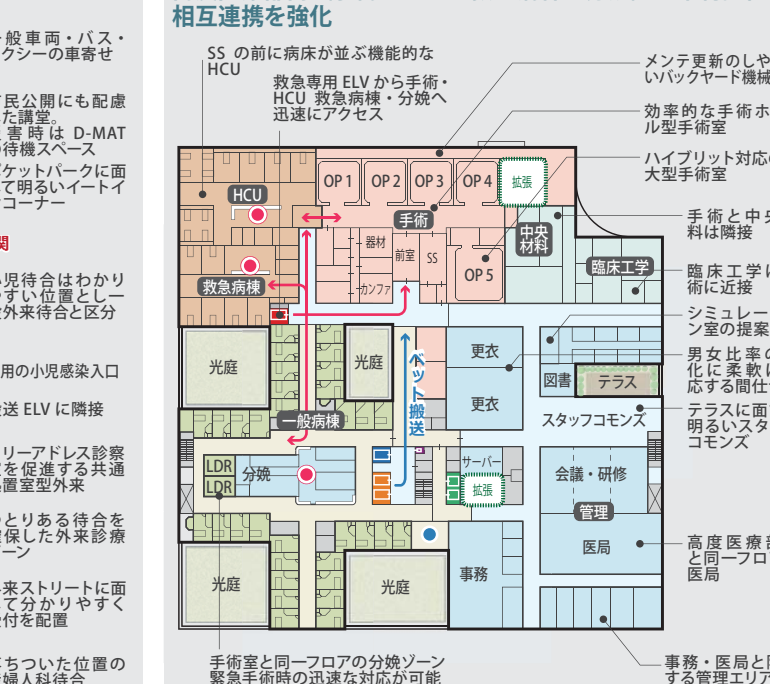 相互連携を強化
般車両・バス・
クシーの車寄せ
民公開にも配慮
た講堂。
害時は D-MAT
待機スペース
ケットパークに面
て明るいイートイ
コーナー
関
児待合はわかり
すい位置とし一
外来待合と区分
用の小児感染入口
送 ELV に隣接
リーアドレス診察
を促進する共通
置室型外来
とりある待合を
保した外来診療
ーン
来ストリートに面
て分かりやすく
付を配置
ちついた位置の
婦人科待合
SS の前に病床が並ぶ機能的な
HCU
救急専用 ELV から手術・
HCU 救急病棟・分娩へ
迅速にアクセス
メンテ更新のしや
いバックヤード機械
効率的な手術ホ
ル型手術室
ハイブリット対応の
大型手術室
手術と中央
料は隣接
臨床工学は
術に近接
シミュレー
ン室の提案
男女比率の
化に柔軟に
応する間仕
テラスに面
明るいスタ
コモンズ
高度医療部
と同一フロ
医局
事務・医局と隣
する管理エリア
HCU
OP 1
OP 2
OP 3
OP 4
拡張
手術
器材
前室
SS
カンファ
OP 5
中央
材料
臨床工学
救急病棟
光庭
光庭
ベット搬送
更衣
更衣
図書
テラス
スタッフコモンズ
一般病棟
LDR
LDR
分娩
サーバー
拡張
会議・研修
管理
医局
事務
光庭
光庭
手術室と同一フロアの分娩ゾーン
緊急手術時の迅速な対応が可能